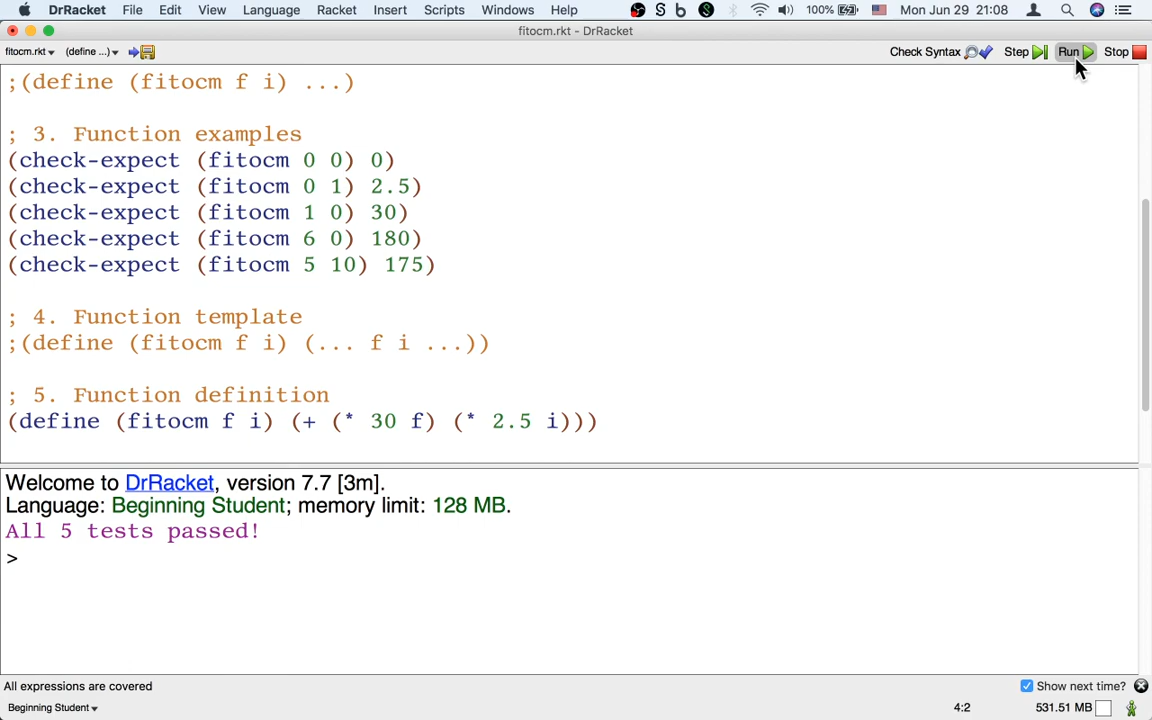 DrRacket File Edit View Language Racket Insert Scripts Windows Help 100% Mon Jun 29 21:08
fitocm.rkt - DrRacket
fitocm.rkt (define ...) Check Syntax Step Run Stop
;(define (fitocm f i) ...)
; 3. Function examples
(check-expect (fitocm 0 0) 0)
(check-expect (fitocm 0 1) 2.5)
(check-expect (fitocm 1 0) 30)
(check-expect (fitocm 6 0) 180)
(check-expect (fitocm 5 10) 175)
; 4. Function template
;(define (fitocm f i) (... f i ...))
; 5. Function definition
(define (fitocm f i) (+ (* 30 f) (* 2.5 i)))
Welcome to DrRacket, version 7.7 [3m].
Language: Beginning Student; memory limit: 128 MB.
All 5 tests passed!
>
All expressions are covered Show next time?
Beginning Student 4:2 531.51 MB